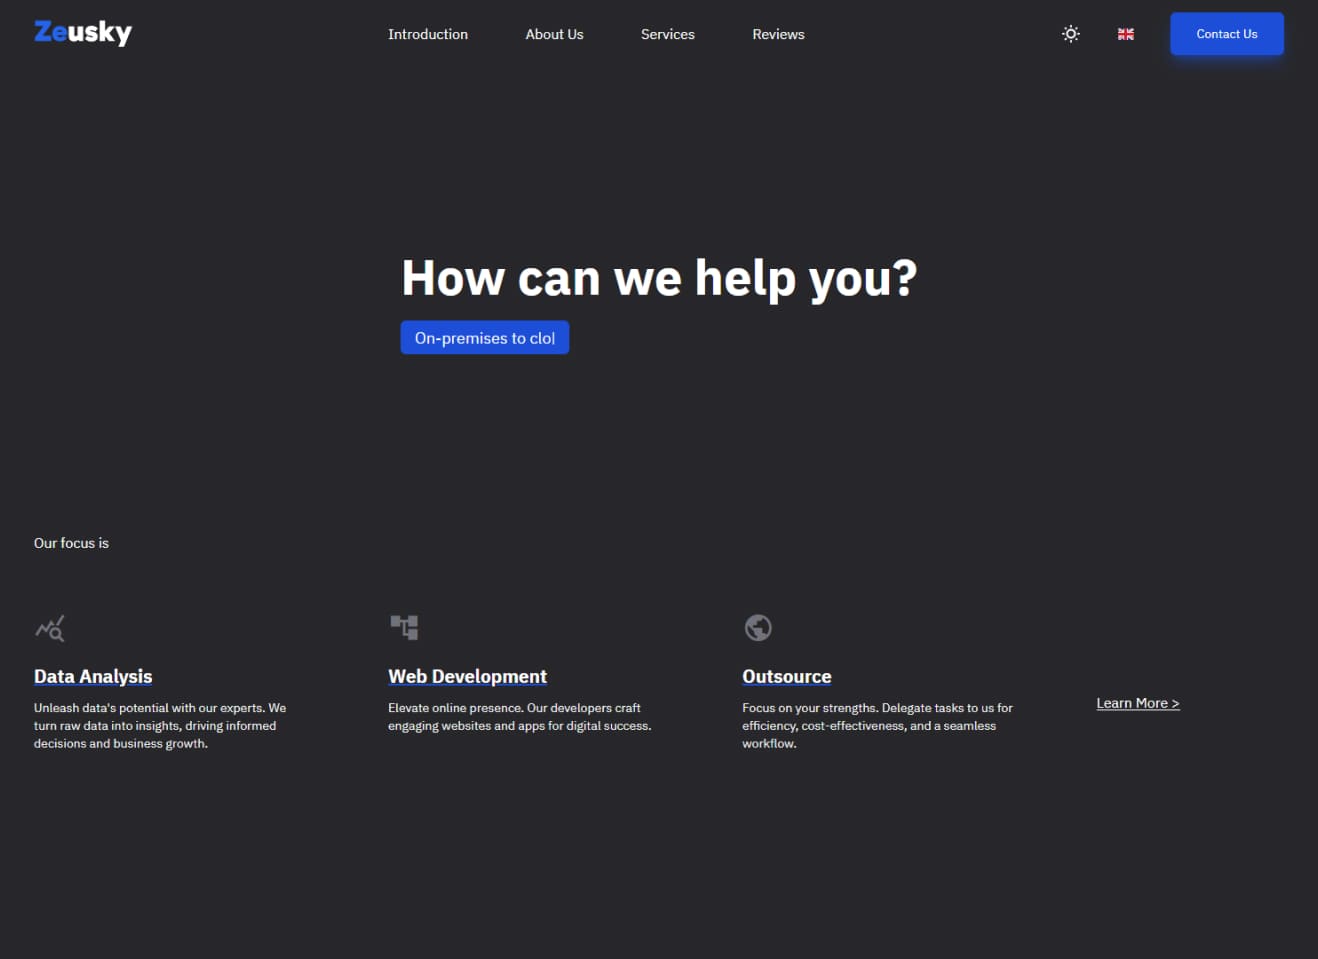 Zeusky
Introduction
About Us
Services
Reviews
Contact Us
How can we help you?
On-premises to clo|
Our focus is
Data Analysis
Unleash data's potential with our experts. We
turn raw data into insights, driving informed
decisions and business growth.
Web Development
Elevate online presence. Our developers craft
engaging websites and apps for digital success.
Outsource
Focus on your strengths. Delegate tasks to us for
efficiency, cost-effectiveness, and a seamless
workflow.
Learn More >